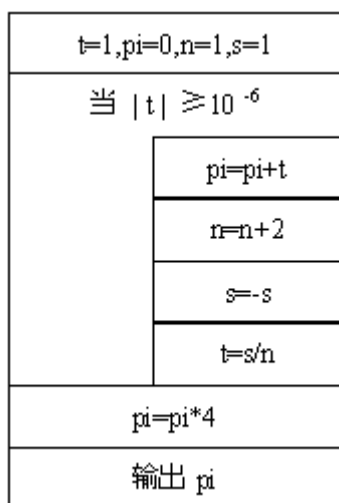 t=1,pi=0,n=1,s=1
当 | t | ≥10 -6
pi=pi+t
n=n+2
s=-s
t=s/n
pi=pi*4
输出 pi